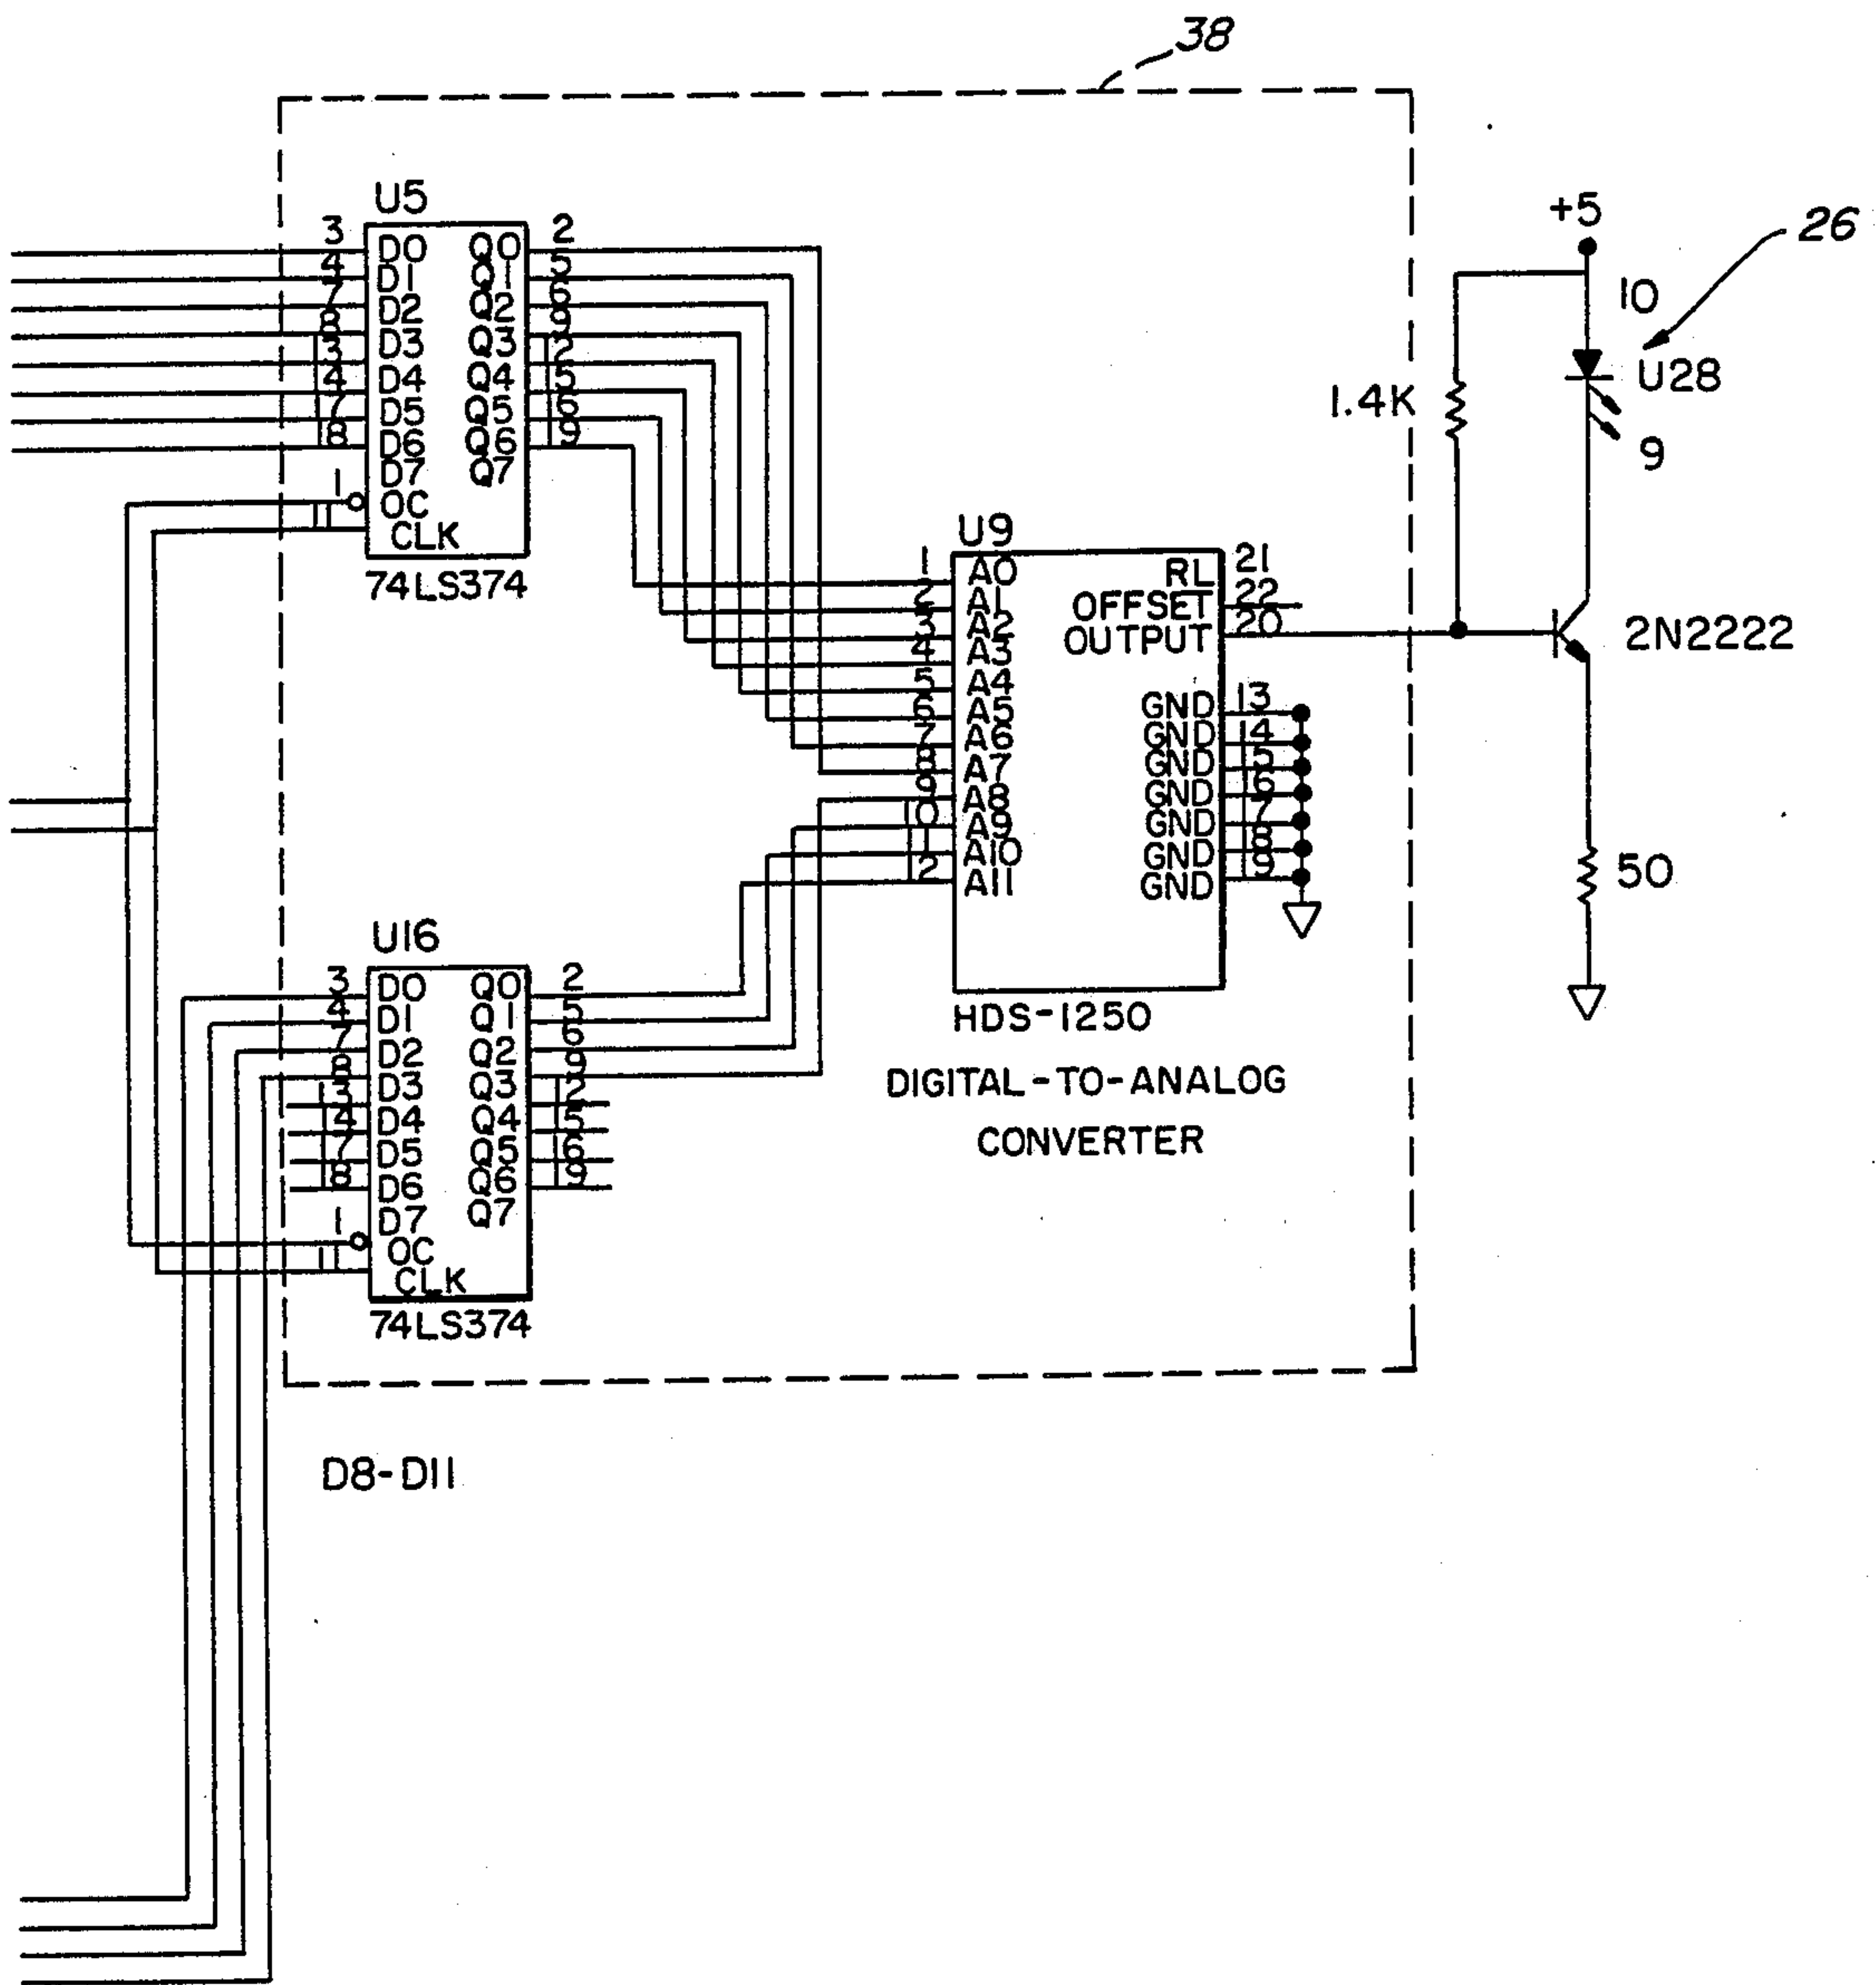 38
U5
3 D0 Q0 2
4 D1 Q1 5
7 D2 Q2 6
8 D3 Q3 9
13 D4 Q4 12
14 D5 Q5 15
17 D6 Q6 16
18 D7 Q7 19
1 OC
11 CLK
74LS374
+5
26
10
U28
9
1.4K
2N2222
50
U9
1 A0 RL 21
2 A1 OFFSET 22
3 A2 OUTPUT 20
4 A3
5 A4 GND 13
6 A5 GND 14
7 A6 GND 15
8 A7 GND 16
9 A8 GND 17
10 A9 GND 18
11 A10 GND 19
12 A11
HDS-1250
DIGITAL-TO-ANALOG
CONVERTER
U16
3 D0 Q0 2
4 D1 Q1 5
7 D2 Q2 6
8 D3 Q3 9
13 D4 Q4 12
14 D5 Q5 15
17 D6 Q6 16
18 D7 Q7 19
1 OC
11 CLK
74LS374
D8-D11